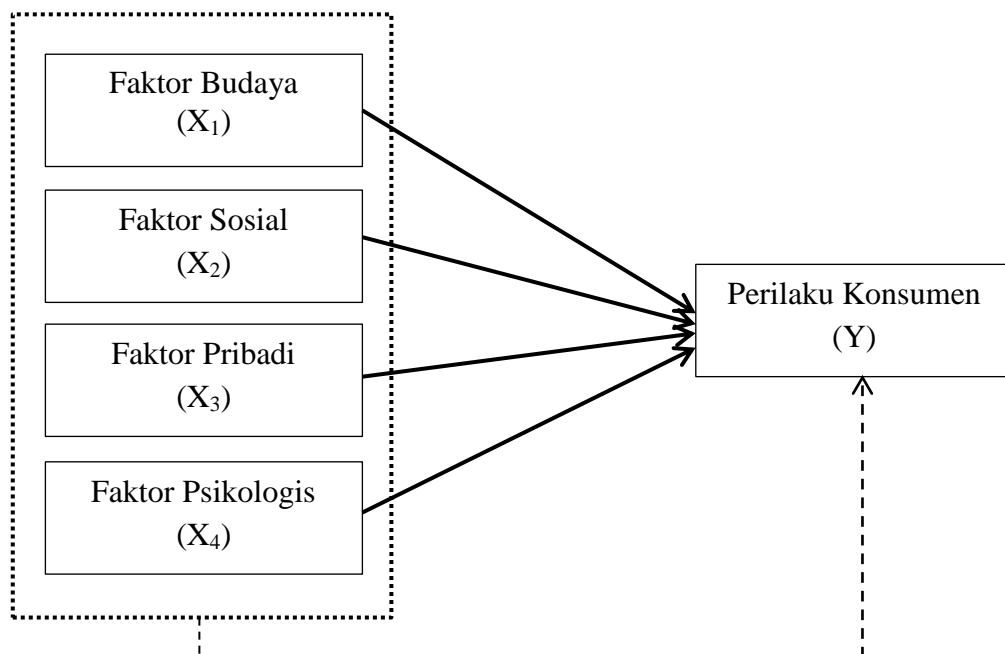 Faktor Budaya
(X₁)
Faktor Sosial
(X₂)
Faktor Pribadi
(X₃)
Faktor Psikologis
(X₄)
Perilaku Konsumen
(Y)